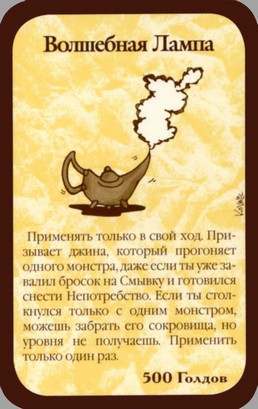 Волшебная Лампа
Применять только в свой ход. При-
зывает джина, который прогоняет
одного монстра, даже если ты уже за-
валил бросок на Смывку и готовился
снести Непотребство. Если ты стол-
кнулся только с одним монстром,
можешь забрать его сокровища, но
уровня не получаешь. Применить
только один раз.
500 Голдов